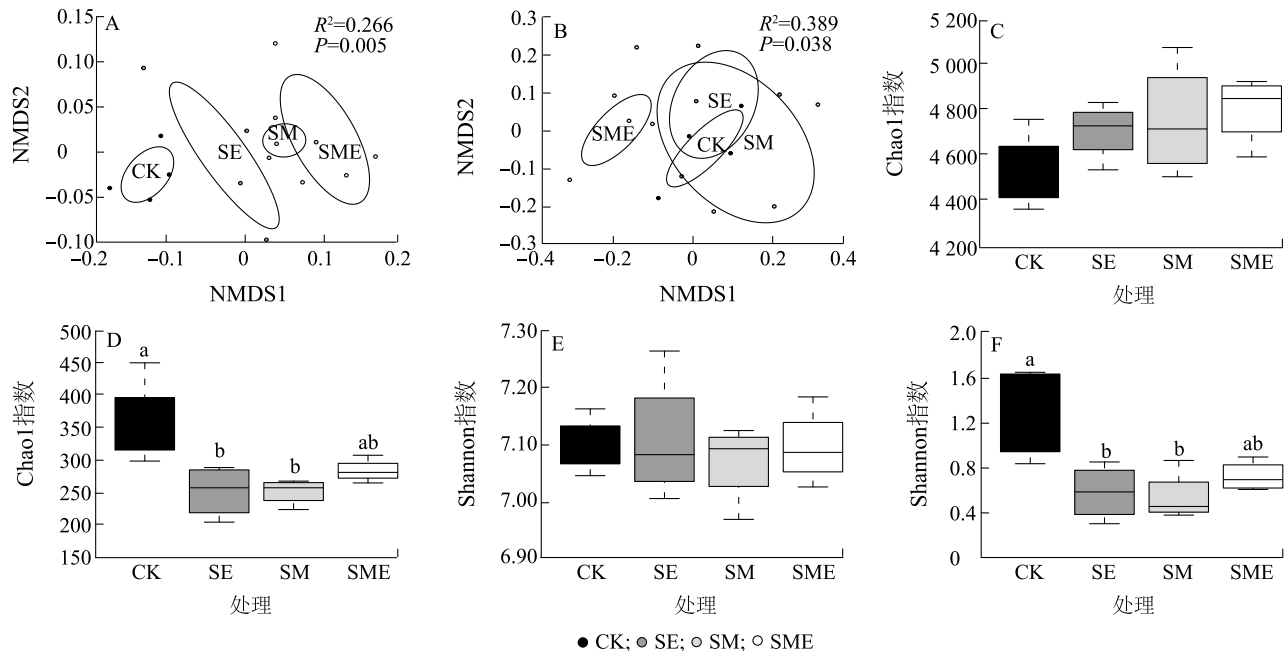 A
R²=0.266
P=0.005
0.15
0.10
0.05
0
−0.05
−0.10
NMDS2
CK
SE
SM
SME
−0.2
−0.1
0
0.1
0.2
NMDS1
B
R²=0.389
P=0.038
0.4
0.3
0.2
0.1
0
−0.1
−0.2
−0.3
NMDS2
SME
SE
CK
SM
−0.4
−0.2
0
0.2
0.4
NMDS1
C
5 200
5 000
4 800
4 600
4 400
4 200
Chao1指数
CK
SE
SM
SME
处理
D
500
450
400
350
300
250
200
150
Chao1指数
a
b
b
ab
CK
SE
SM
SME
处理
E
7.30
7.20
7.10
7.00
6.90
Shannon指数
CK
SE
SM
SME
处理
F
2.0
1.6
1.2
0.8
0.4
0
Shannon指数
a
b
b
ab
CK
SE
SM
SME
处理
CK; SE; SM; SME